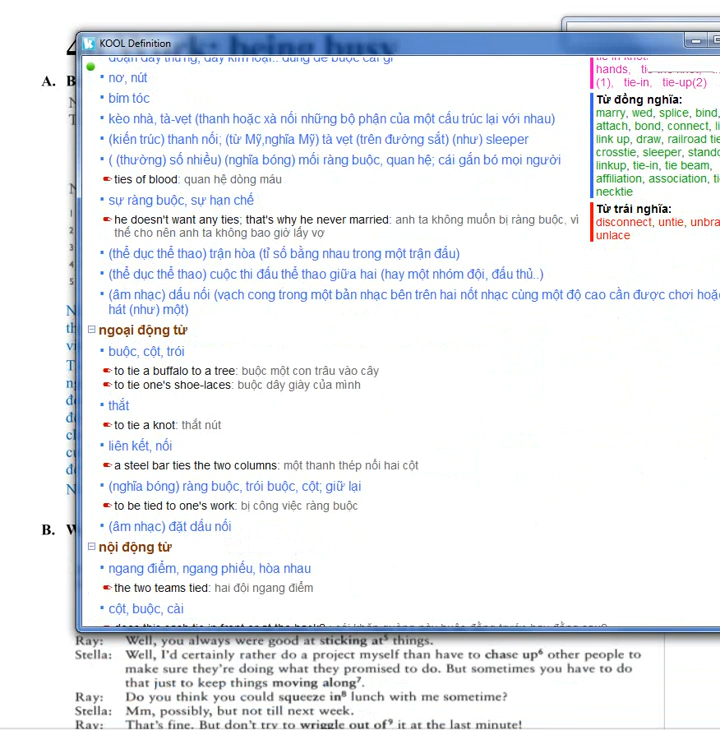 KOOL Definition
A. B
• nơ, nút
• bím tóc
• kèo nhà, tà-vẹt (thanh hoặc xà nối những bộ phận của một cấu trúc lại với nhau)
• (kiến trúc) thanh nối; (từ Mỹ,nghĩa Mỹ) tà vẹt (trên đường sắt) (như) sleeper
• ( (thường) số nhiều) (nghĩa bóng) mối ràng buộc, quan hệ; cái gắn bó mọi người
ties of blood: quan hệ dòng máu
• sự ràng buộc, sự hạn chế
he doesn't want any ties; that's why he never married: anh ta không muốn bị ràng buộc, vì
thế cho nên anh ta không bao giờ lấy vợ
• (thể dục thể thao) trận hòa (tỉ số bằng nhau trong một trận đấu)
• (thể dục thể thao) cuộc thi đấu thể thao giữa hai (hay một nhóm đội, đấu thủ..)
• (âm nhạc) dấu nối (vạch cong trong một bản nhạc bên trên hai nốt nhạc cùng một độ cao cần được chơi hoặc
hát (như) một)
ngoại động từ
• buộc, cột, trói
to tie a buffalo to a tree: buộc một con trâu vào cây
to tie one's shoe-laces: buộc dây giày của mình
• thắt
to tie a knot: thắt nút
• liên kết, nối
a steel bar ties the two columns: một thanh thép nối hai cột
• (nghĩa bóng) ràng buộc, trói buộc, cột; giữ lại
to be tied to one's work: bị công việc ràng buộc
• (âm nhạc) đặt dấu nối
nội động từ
• ngang điểm, ngang phiếu, hòa nhau
the two teams tied: hai đội ngang điểm
• cột, buộc, cài
hands,
(1), tie-in, tie-up(2)
Từ đồng nghĩa:
marry, wed, splice, bind,
attach, bond, connect,
link up, draw, railroad tie
crosstie, sleeper,
linkup, tie-in, tie beam,
affiliation, association,
necktie
Từ trái nghĩa:
disconnect, untie,
unlace
B. W
Ray: Well, you always were good at sticking at5 things.
Stella: Well, I'd certainly rather do a project myself than have to chase up6 other people to
make sure they're doing what they promised to do. But sometimes you have to do
that just to keep things moving along7.
Ray: Do you think you could squeeze in8 lunch with me sometime?
Stella: Mm, possibly, but not till next week.
Ray: That's fine. But don't try to wriggle out of9 it at the last minute!